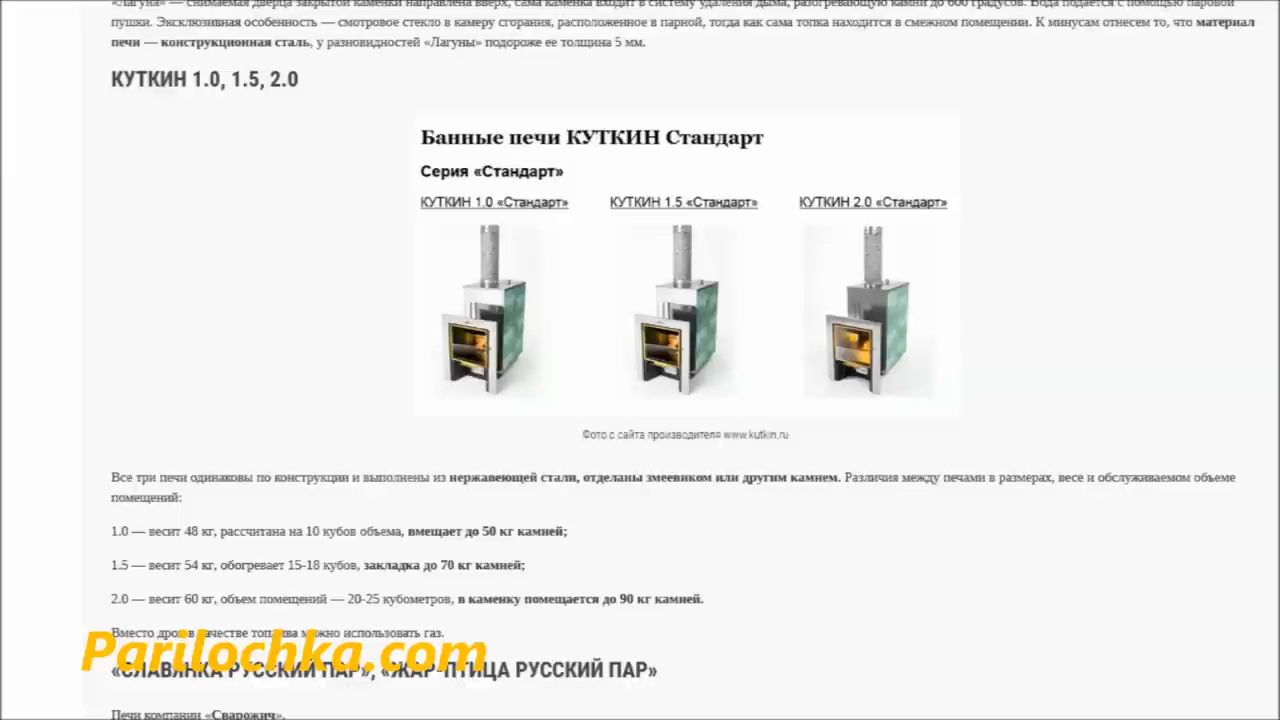 «Лагуна» — снимаемая дверца закрытой каменки направлена вверх, сама каменка входит в систему удаления дыма, разогревающую камни до 600 градусов. Вода подается с помощью паровой
пушки. Эксклюзивная особенность — смотровое стекло в камеру сгорания, расположенное в парной, тогда как сама топка находится в смежном помещении. К минусам отнесем то, что материал
печи — конструкционная сталь, у разновидностей «Лагуны» подороже ее толщина 5 мм.
КУТКИН 1.0, 1.5, 2.0
Банные печи КУТКИН Стандарт
Серия «Стандарт»
КУТКИН 1.0 «Стандарт» КУТКИН 1.5 «Стандарт» КУТКИН 2.0 «Стандарт»
Фото с сайта производителя www.kutkin.ru
Все три печи одинаковы по конструкции и выполнены из нержавеющей стали, отделаны змеевиком или другим камнем. Различия между печами в размерах, весе и обслуживаемом объеме
помещений:
1.0 — весит 48 кг, рассчитана на 10 кубов объема, вмещает до 50 кг камней;
1.5 — весит 54 кг, обогревает 15-18 кубов, закладка до 70 кг камней;
2.0 — весит 60 кг, объем помещений — 20-25 кубометров, в каменку помещается до 90 кг камней.
Вместо дров в качестве топлива можно использовать газ.
Parilochka.com
«СЛАВЯНКА РУССКИЙ ПАР», «ЖАР-ПТИЦА РУССКИЙ ПАР»
Печи компании «Сварожич».